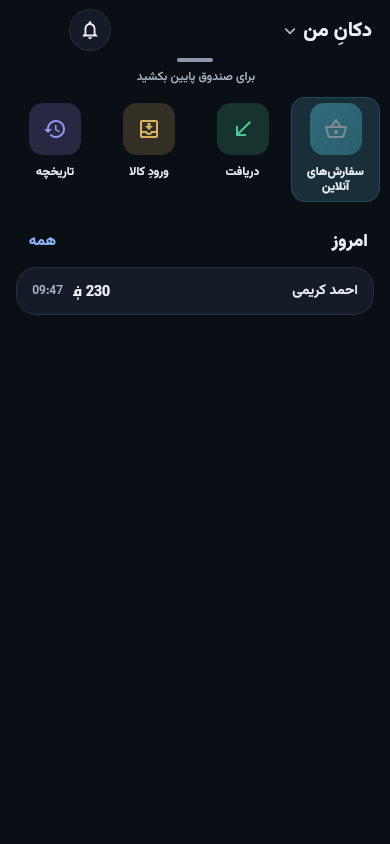 دکانِ من
برای صندوق پایین بکشید
سفارش‌های آنلاین
دریافت
ورودِ کالا
تاریخچه
امروز
همه
احمد کریمی
230 ؋
09:47